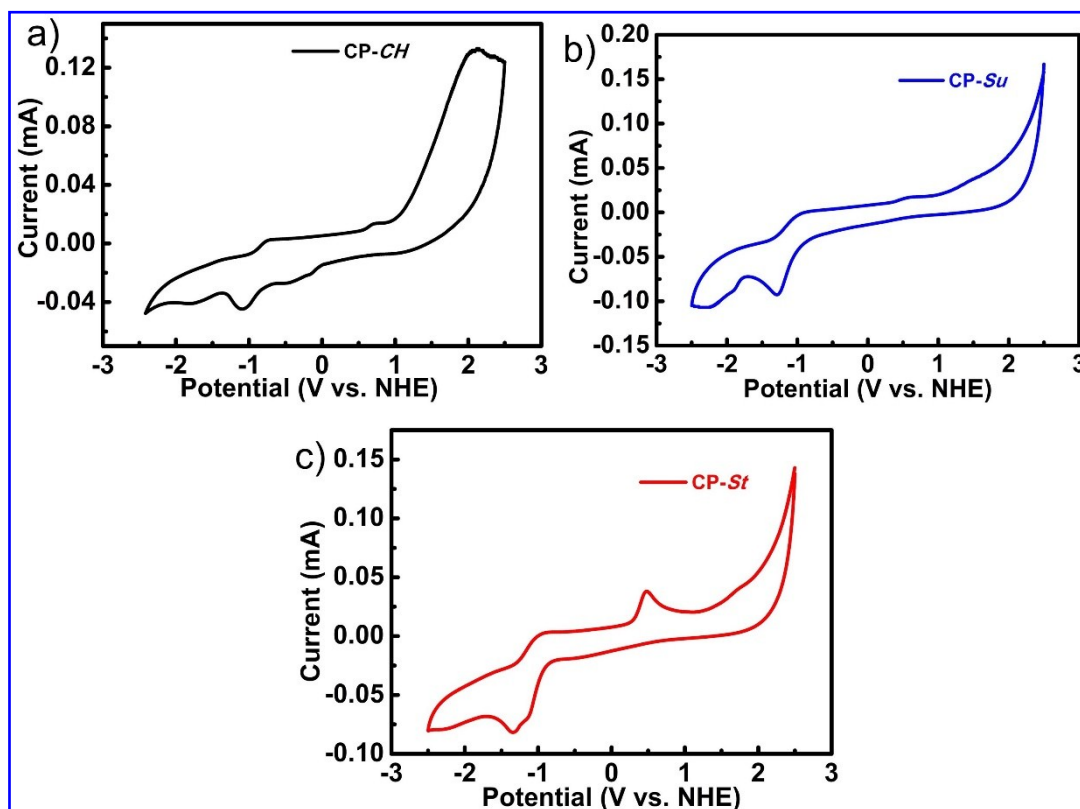 a)
CP-CH
0.12
0.08
0.04
0.00
-0.04
Current (mA)
-3 -2 -1 0 1 2 3
Potential (V vs. NHE)
b)
CP-Su
0.20
0.15
0.10
0.05
0.00
-0.05
-0.10
-0.15
Current (mA)
-3 -2 -1 0 1 2 3
Potential (V vs. NHE)
c)
CP-St
0.15
0.10
0.05
0.00
-0.05
-0.10
Current (mA)
-3 -2 -1 0 1 2 3
Potential (V vs. NHE)